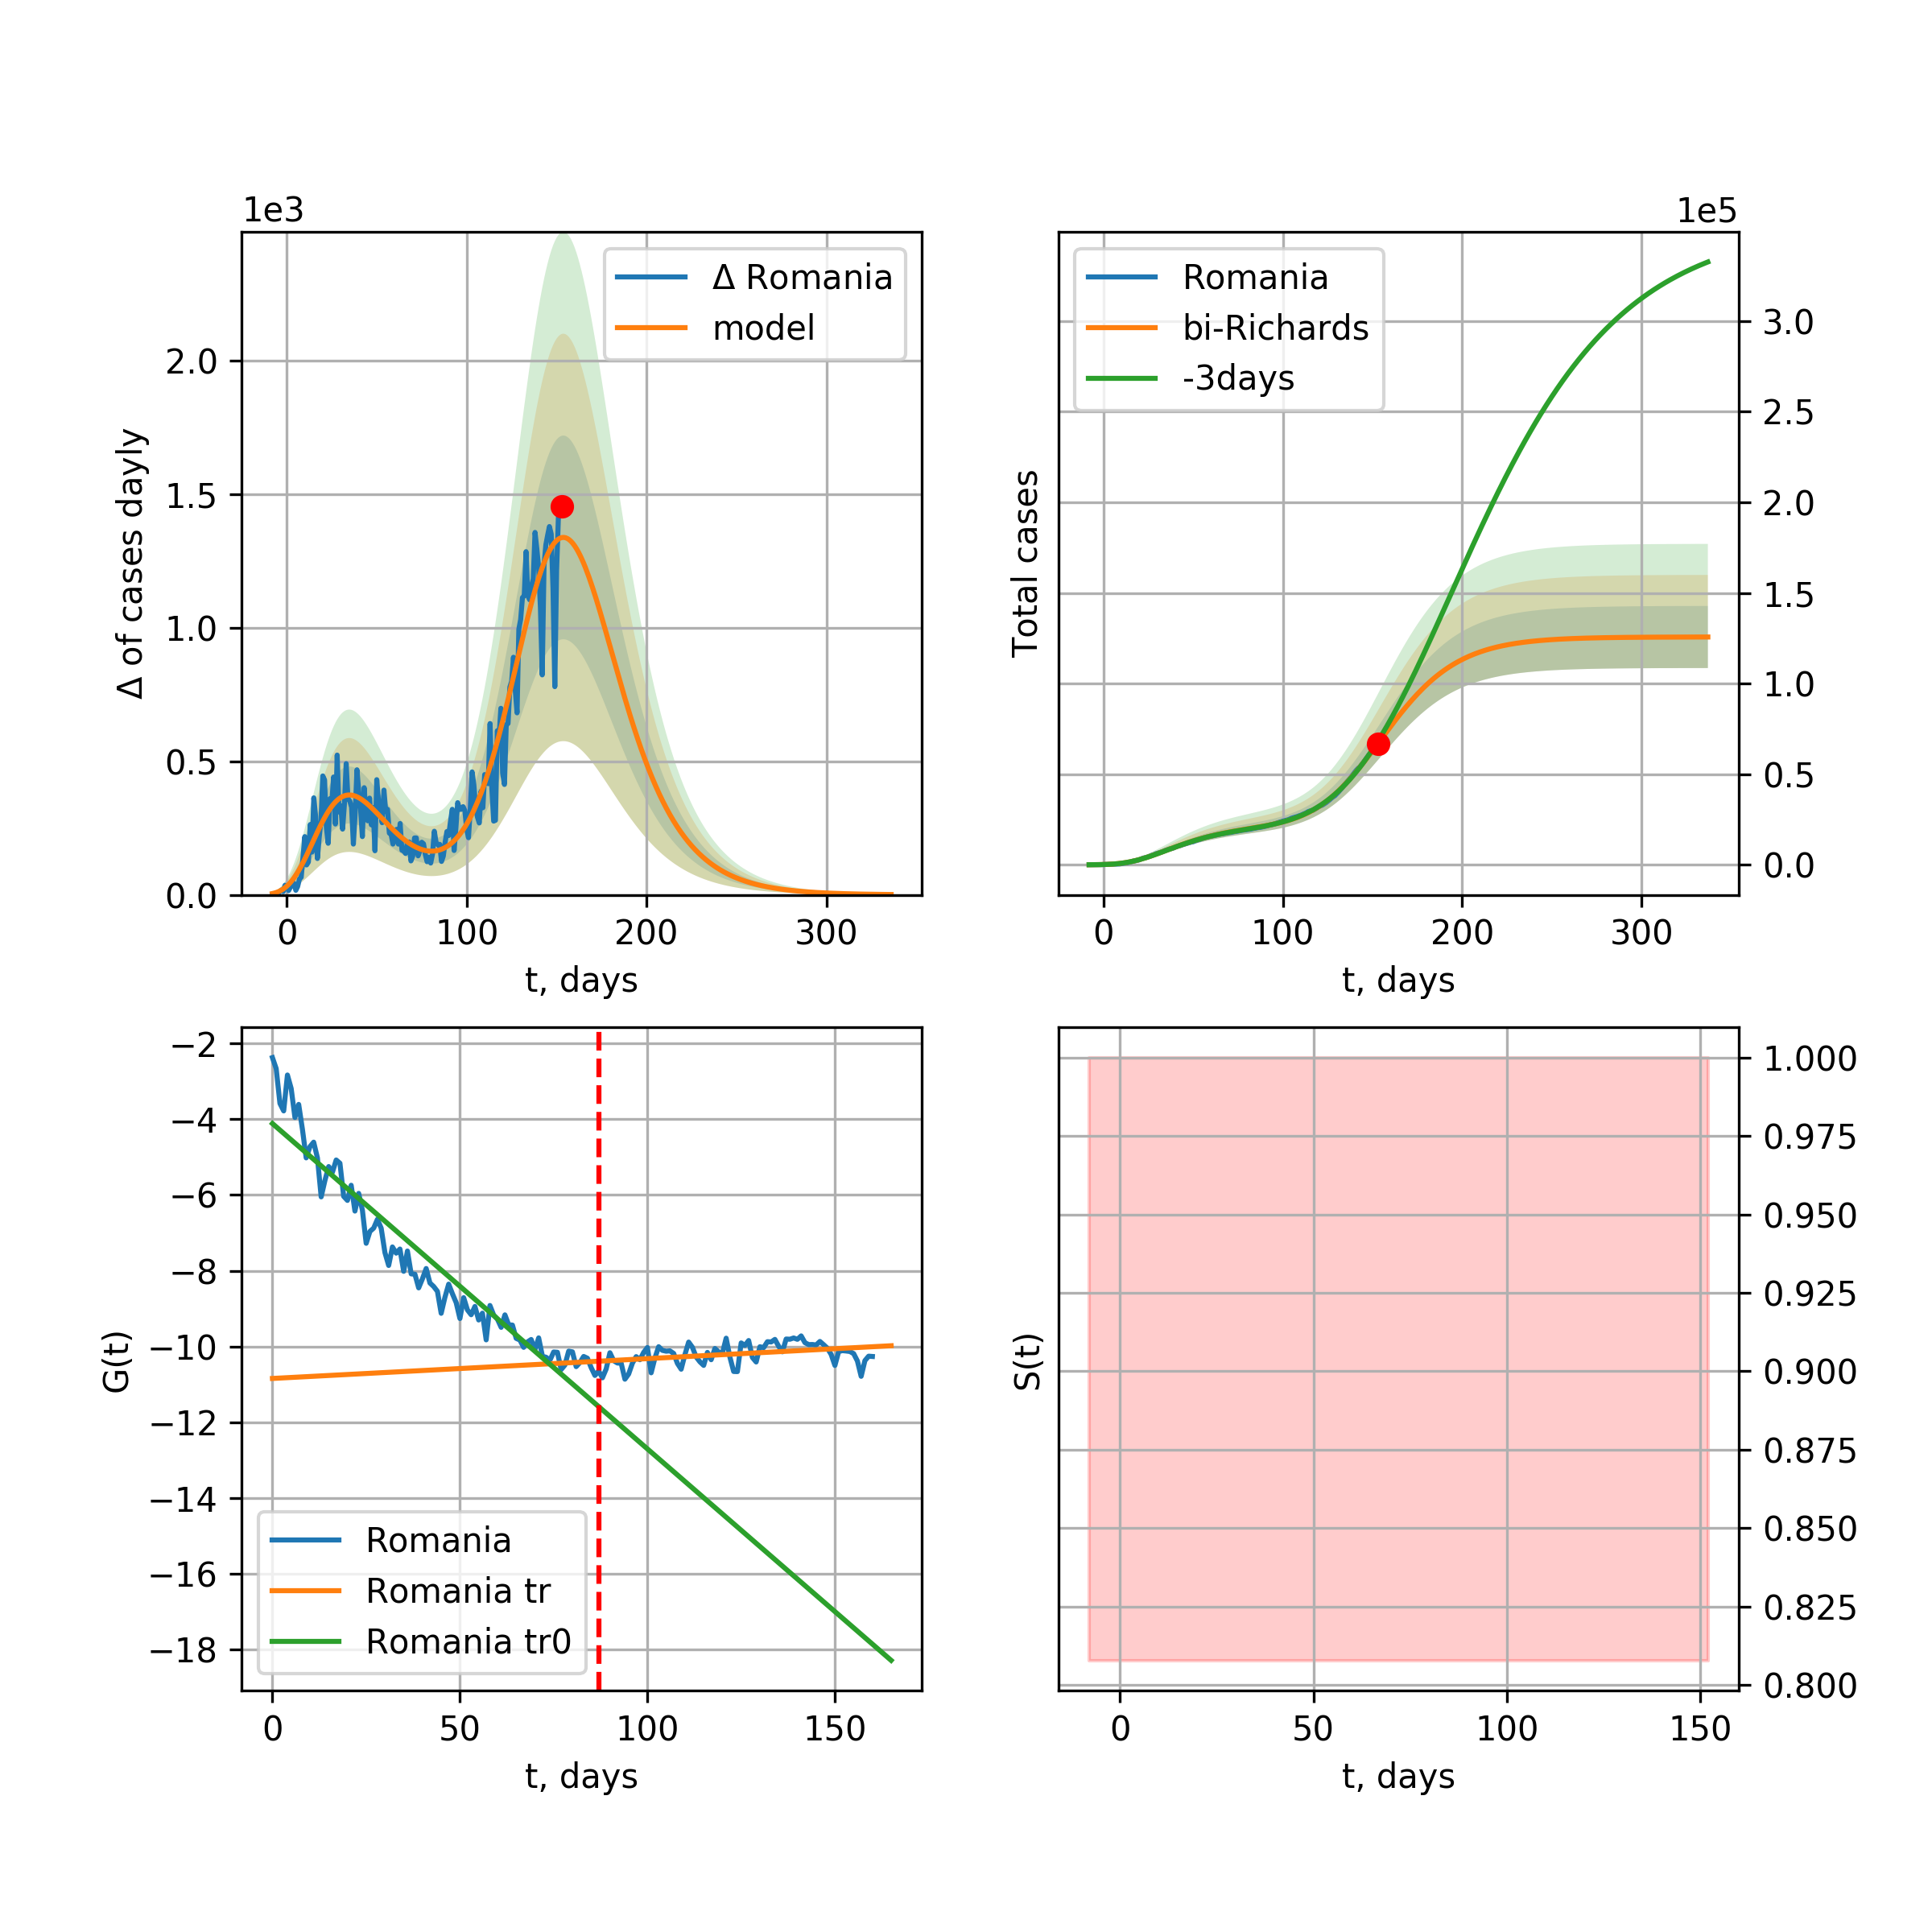 1e3
Δ of cases dayly
2.0
1.5
1.0
0.5
0.0
Δ Romania
model
0 100 200 300
t, days
1e5
Total cases
Romania
bi-Richards
-3days
3.0
2.5
2.0
1.5
1.0
0.5
0.0
0 100 200 300
t, days
G(t)
−2
−4
−6
−8
−10
−12
−14
−16
−18
Romania
Romania tr
Romania tr0
0 50 100 150
t, days
S(t)
1.000
0.975
0.950
0.925
0.900
0.875
0.850
0.825
0.800
0 50 100 150
t, days